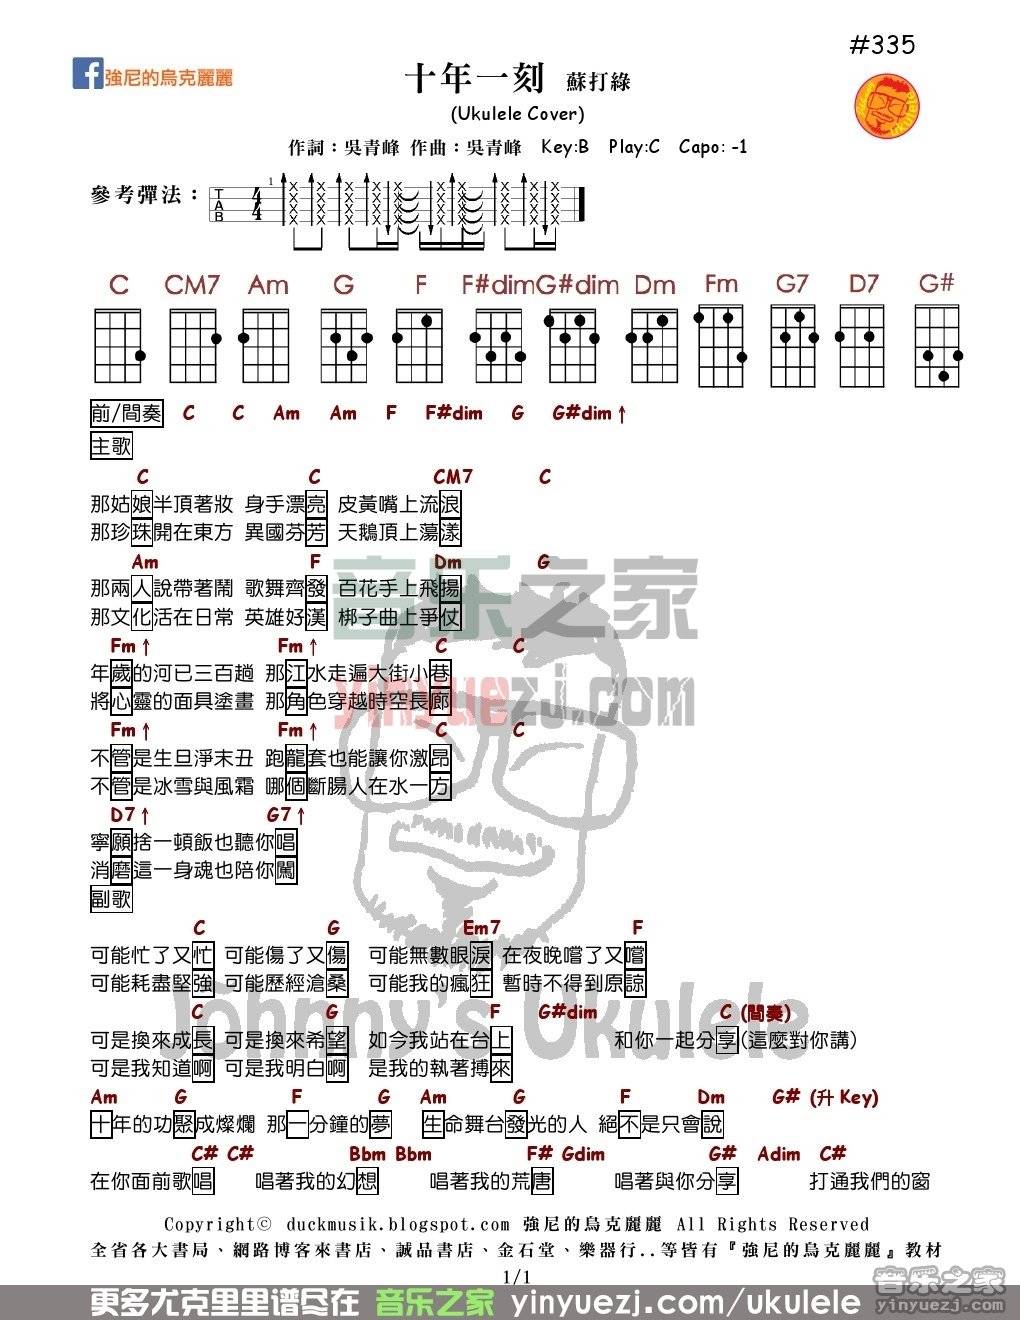 #335
強尼的烏克麗麗
十年一刻 蘇打綠
(Ukulele Cover)
作詞：吳青峰 作曲：吳青峰 Key:B Play:C Capo: -1
參考彈法：
1
T A B 4 4
C CM7 Am G F F#dim G#dim Dm Fm G7 D7 G#
前/間奏 C C Am Am F F#dim G G#dim↑
主歌
C C CM7 C
那姑娘半頂著妝 身手漂亮 皮黃嘴上流浪
那珍珠開在東方 異國芬芳 天鵝頂上蕩漾
Am F Dm G
那兩人說帶著鬧 歌舞齊發 百花手上飛揚
那文化活在日常 英雄好漢 梆子曲上爭仗
音乐之家
Fm↑ Fm↑ C C
年歲的河已三百趟 那江水走遍大街小巷
將心靈的面具塗畫 那角色穿越時空長廊
yinyuezj.com
Fm↑ Fm↑ C C
不管是生旦淨末丑 跑龍套也能讓你激昂
不管是冰雪與風霜 哪個斷腸人在水一方
D7↑ G7↑
寧願捨一頓飯也聽你唱
消磨這一身魂也陪你闖
副歌
C G Em7 F
可能忙了又忙 可能傷了又傷 可能無數眼淚 在夜晚嚐了又嚐
可能耗盡堅強 可能歷經滄桑 可能我的瘋狂 暫時不得到原諒
Johnny's Ukulele
C G F G#dim C (間奏)
可是換來成長 可是換來希望 如今我站在台上 和你一起分享(這麼對你講)
可是我知道啊 可是我明白啊 是我的執著搏來
Am G F G Am G F Dm G# (升 Key)
十年的功聚成燦爛 那一分鐘的夢 生命舞台發光的人 絕不是只會說
C# C# Bbm Bbm F# Gdim G# Adim C#
在你面前歌唱 唱著我的幻想 唱著我的荒唐 唱著與你分享 打通我們的窗
Copyright© duckmusik.blogspot.com 強尼的烏克麗麗 All Rights Reserved
全省各大書局、網路博客來書店、誠品書店、金石堂、樂器行..等皆有『強尼的烏克麗麗』教材
1/1
音乐之家
yinyuezj.com
更多尤克里里谱尽在 音乐之家 yinyuezj.com/ukulele